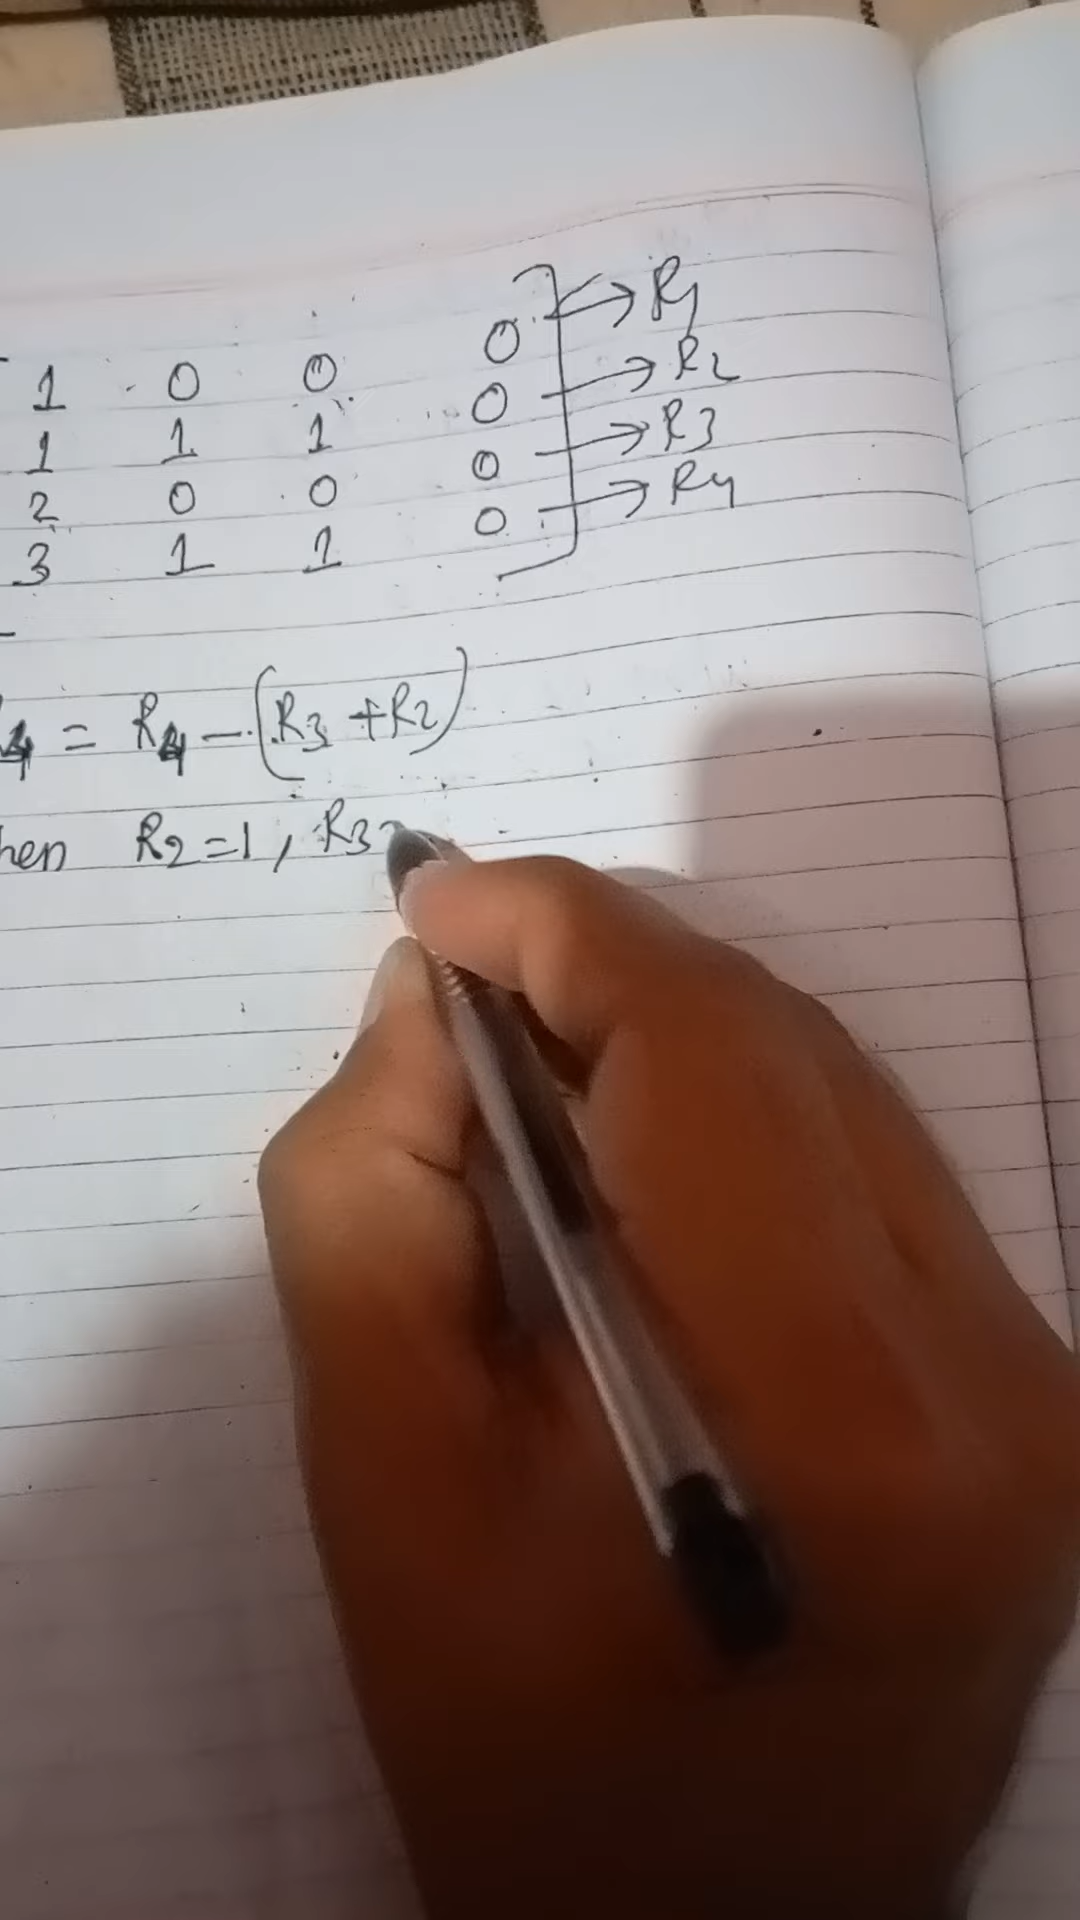 1 0 0 0 → R1
1 1 1 0 → R2
2 0 0 0 → R3
3 1 1 0 → R4
4 = R4 - (R3 + R2)
hen R2 = 1, R3